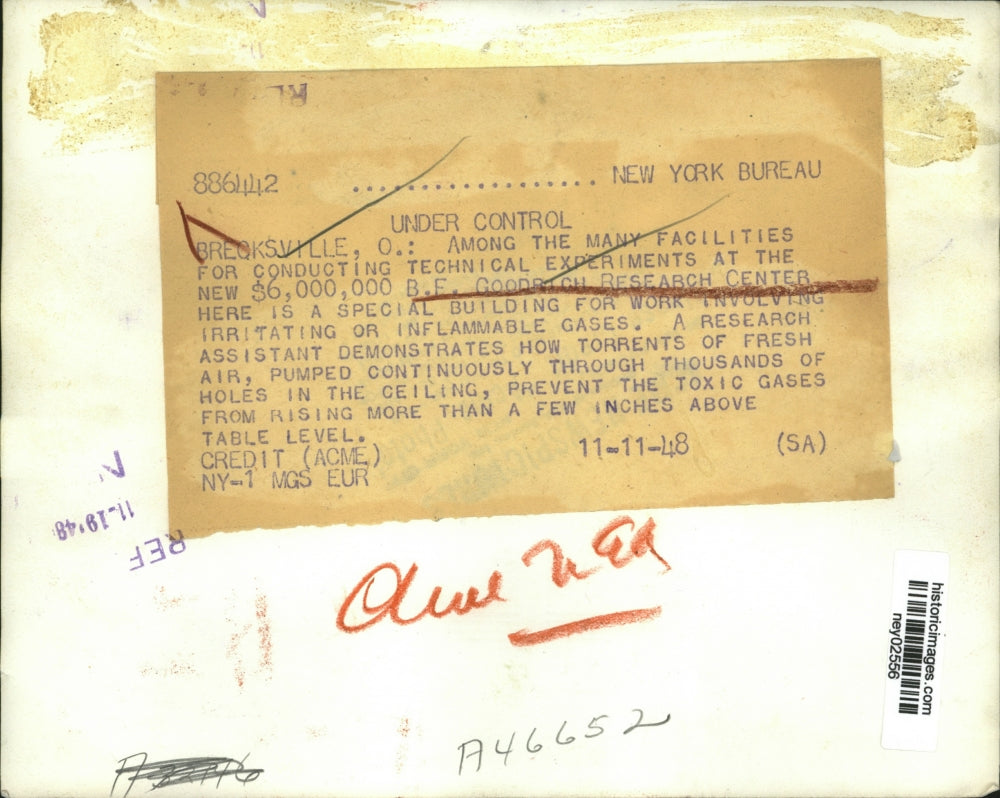 RL
886442 ................... NEW YORK BUREAU
UNDER CONTROL
BRECKSVILLE, O.: AMONG THE MANY FACILITIES
FOR CONDUCTING TECHNICAL EXPERIMENTS AT THE
NEW $6,000,000 B.F. GOODRICH RESEARCH CENTER
HERE IS A SPECIAL BUILDING FOR WORK INVOLVING
IRRITATING OR INFLAMMABLE GASES. A RESEARCH
ASSISTANT DEMONSTRATES HOW TORRENTS OF FRESH
AIR, PUMPED CONTINUOUSLY THROUGH THOUSANDS OF
HOLES IN THE CEILING, PREVENT THE TOXIC GASES
FROM RISING MORE THAN A FEW INCHES ABOVE
TABLE LEVEL.
CREDIT (ACME) 11-11-48 (SA)
NY-1 MGS EUR
11-19'48
REF
historicimages.com
ney02556
A46652